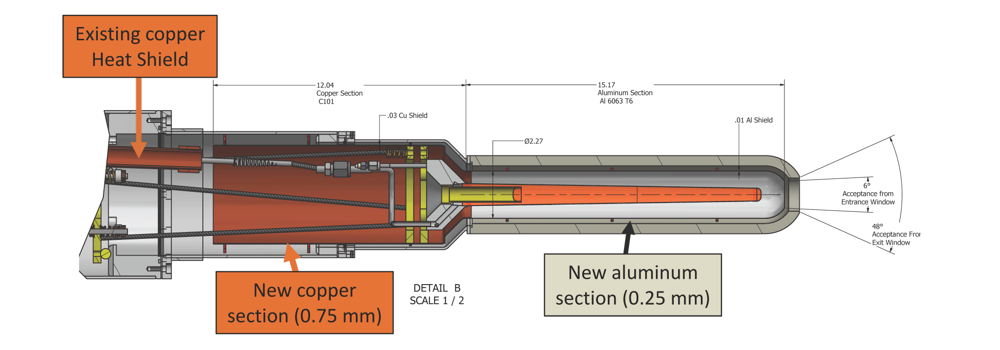 Existing copper
Heat Shield
12.04
Copper Section
C101
15.17
Aluminum Section
Al 6063 T6
.03 Cu Shield
.01 Al Shield
Ø2.27
6°
Acceptance from
Entrance Window
48°
Acceptance Fror
Exit Window
New copper
section (0.75 mm)
DETAIL B
SCALE 1 / 2
New aluminum
section (0.25 mm)